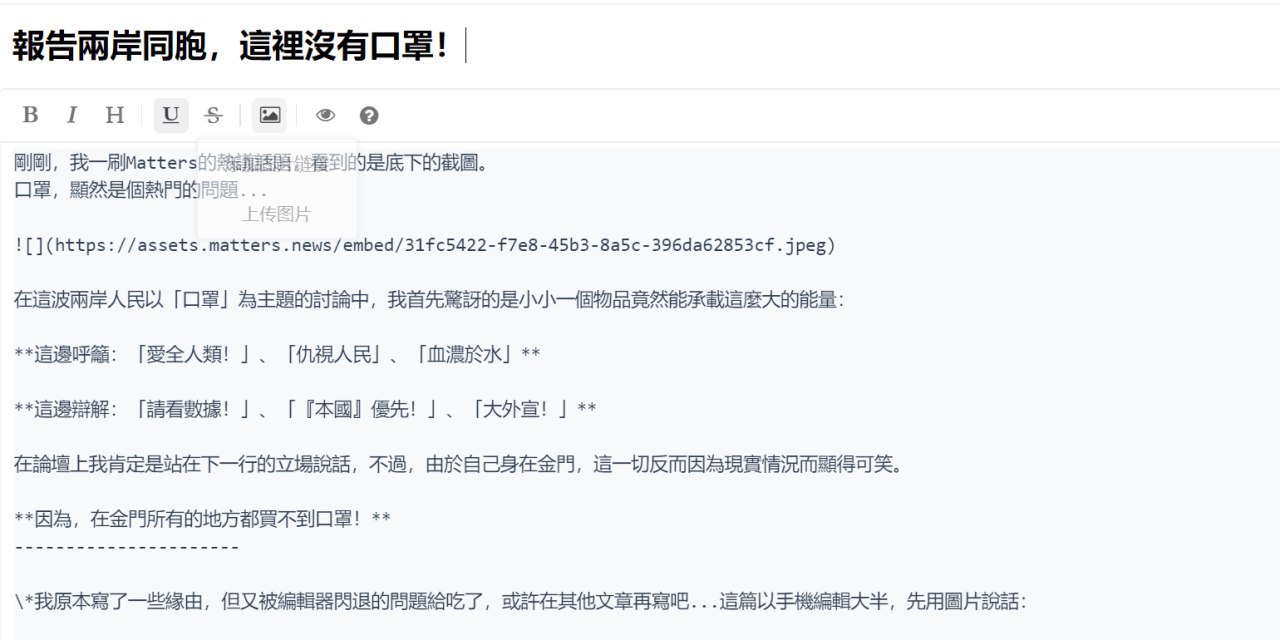 報告兩岸同胞，這裡沒有口罩！
B I H U S
剛剛，我一刷Matters的熱議話題，看到的是底下的截圖。
口罩，顯然是個熱門的問題...
上传图片
![](https://assets.matters.news/embed/31fc5422-f7e8-45b3-8a5c-396da62853cf.jpeg)
在這波兩岸人民以「口罩」為主題的討論中，我首先驚訝的是小小一個物品竟然能承載這麼大的能量：
**這邊呼籲：「愛全人類！」、「仇視人民」、「血濃於水」**
**這邊辯解：「請看數據！」、「『本國』優先！」、「大外宣！」**
在論壇上我肯定是站在下一行的立場說話，不過，由於自己身在金門，這一切反而因為現實情況而顯得可笑。
**因為，在金門所有的地方都買不到口罩！**
----------------------
\*我原本寫了一些緣由，但又被編輯器閃退的問題給吃了，或許在其他文章再寫吧...這篇以手機編輯大半，先用圖片說話：